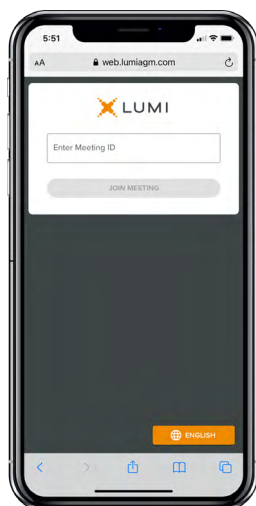 5:51
AA web.lumiagm.com
LUMI
Enter Meeting ID
JOIN MEETING
ENGLISH